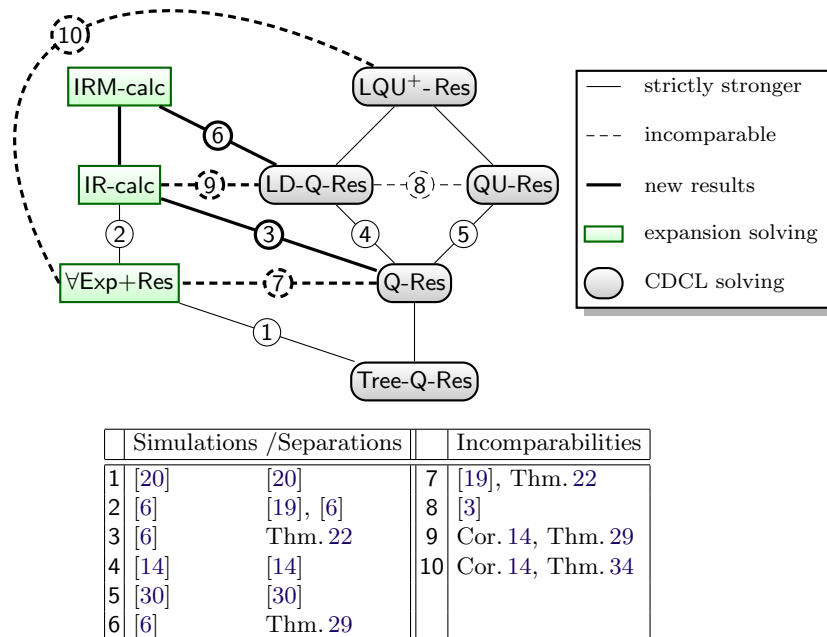 10
IRM-calc
LQU⁺-Res
strictly stronger
6
incomparable
IR-calc
9
LD-Q-Res
8
QU-Res
new results
2
3
4
5
expansion solving
∀Exp+Res
7
Q-Res
CDCL solving
1
Tree-Q-Res
Simulations /Separations Incomparabilities
1 [20] [20] 7 [19], Thm. 22
2 [6] [19], [6] 8 [3]
3 [6] Thm. 22 9 Cor. 14, Thm. 29
4 [14] [14] 10 Cor. 14, Thm. 34
5 [30] [30]
6 [6] Thm. 29